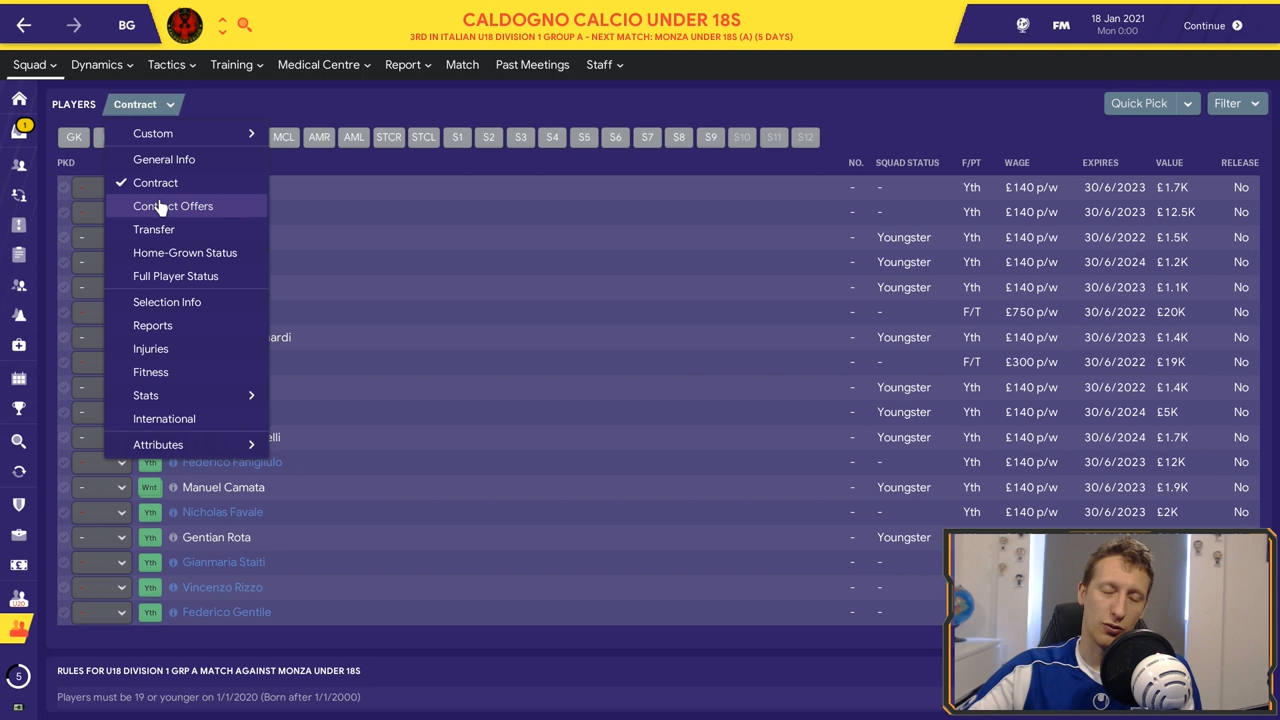 BG
CALDOGNO CALCIO UNDER 18S
3RD IN ITALIAN U18 DIVISION 1 GROUP A - NEXT MATCH: MONZA UNDER 18S (A) (5 DAYS)
FM
18 Jan 2021
Mon 0:00
Continue
Squad Dynamics Tactics Training Medical Centre Report Match Past Meetings Staff
PLAYERS Contract Quick Pick Filter
GK MCL AMR AML STCR STCL S1 S2 S3 S4 S5 S6 S7 S8 S9 S10 S11 S12
1
Custom
General Info
Contract
Contract Offers
Transfer
Home-Grown Status
Full Player Status
Selection Info
Reports
Injuries
Fitness
Stats
International
Attributes
PKD NO. SQUAD STATUS F/PT WAGE EXPIRES VALUE RELEASE
- - - Yth £140 p/w 30/6/2023 £1.7K No
- - - Yth £140 p/w 30/6/2023 £12.5K No
- - Youngster Yth £140 p/w 30/6/2022 £1.5K No
- - Youngster Yth £140 p/w 30/6/2024 £1.2K No
- - Youngster Yth £140 p/w 30/6/2023 £1.1K No
- - - F/T £750 p/w 30/6/2022 £20K No
- ardi - Youngster Yth £140 p/w 30/6/2023 £1.4K No
- - - F/T £300 p/w 30/6/2022 £19K No
- - Youngster Yth £140 p/w 30/6/2022 £1.4K No
- - Youngster Yth £140 p/w 30/6/2024 £5K No
- elli - Youngster Yth £140 p/w 30/6/2024 £1.7K No
- Yth Federico Fanigliulo - - Yth £140 p/w 30/6/2023 £12K No
- Wnt Manuel Camata - Youngster Yth £140 p/w 30/6/2023 £1.9K No
- Yth Nicholas Favale - - Yth £140 p/w 30/6/2023 £2K No
- Yth Gentian Rota - Youngster
- Yth Gianmaria Staiti - -
- Yth Vincenzo Rizzo - -
- Yth Federico Gentile - -
U20
5
RULES FOR U18 DIVISION 1 GRP A MATCH AGAINST MONZA UNDER 18S
Players must be 19 or younger on 1/1/2020 (Born after 1/1/2000)